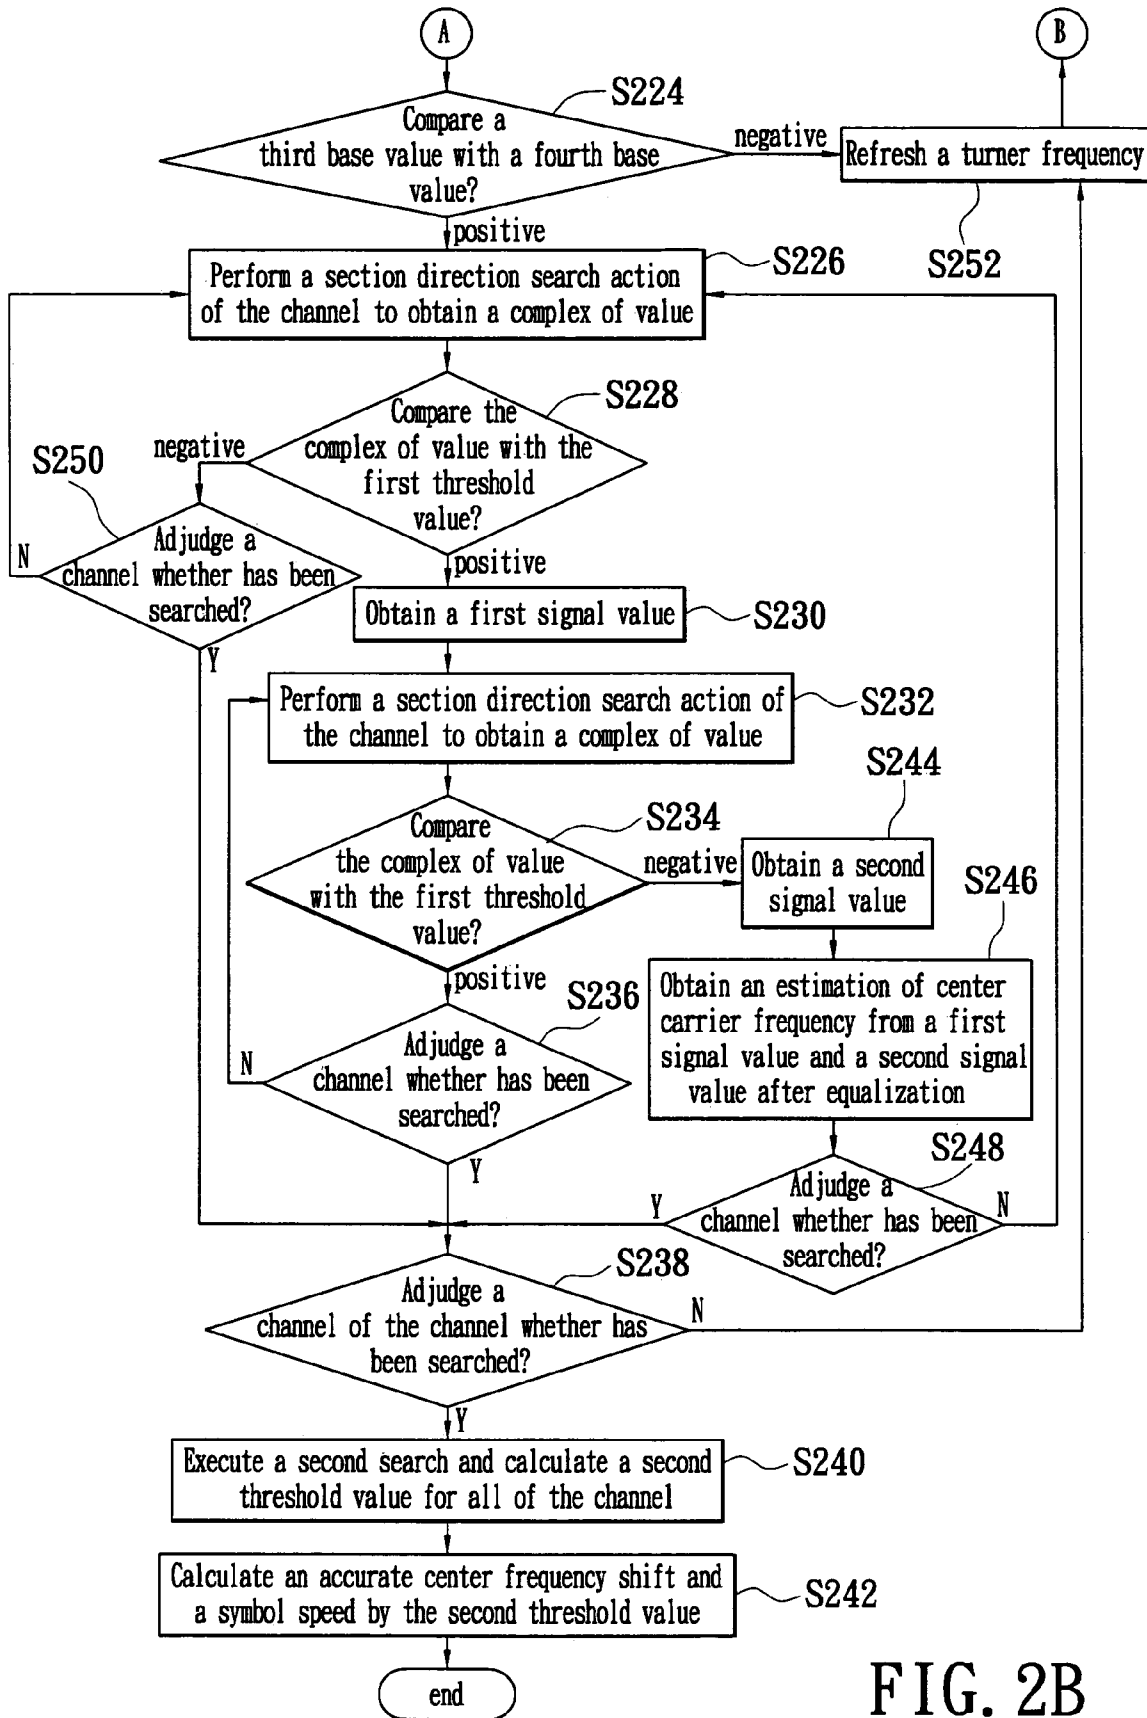 A
B
S224
Compare a
third base value with a fourth base
value?
negative
Refresh a turner frequency
S252
positive
S226
Perform a section direction search action
of the channel to obtain a complex of value
S228
Compare the
complex of value with the
first threshold
value?
negative
S250
Adjudge a
channel whether has been
searched?
N
Y
positive
Obtain a first signal value
S230
Perform a section direction search action of
the channel to obtain a complex of value
S232
S234
Compare
the complex of value
with the first threshold
value?
negative
S244
Obtain a second
signal value
S246
Obtain an estimation of center
carrier frequency from a first
signal value and a second signal
value after equalization
positive
S236
Adjudge a
channel whether has been
searched?
N
Y
S248
Adjudge a
channel whether has been
searched?
Y
N
S238
Adjudge a
channel of the channel whether has
been searched?
N
Y
Execute a second search and calculate a second
threshold value for all of the channel
S240
Calculate an accurate center frequency shift and
a symbol speed by the second threshold value
S242
end
FIG. 2B